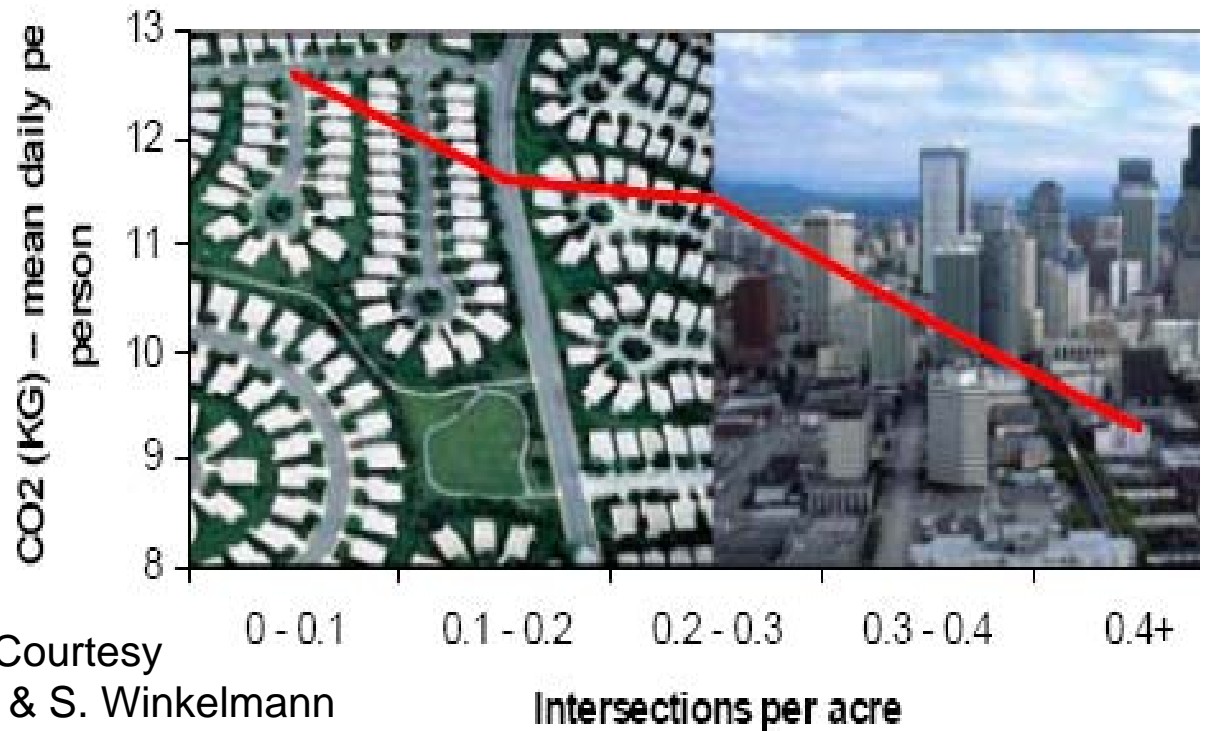 CO2 (KG) – mean daily pe
person
13
12
11
10
9
8
0 - 0.1 0.1 - 0.2 0.2 - 0.3 0.3 - 0.4 0.4+
Courtesy
& S. Winkelmann
Intersections per acre